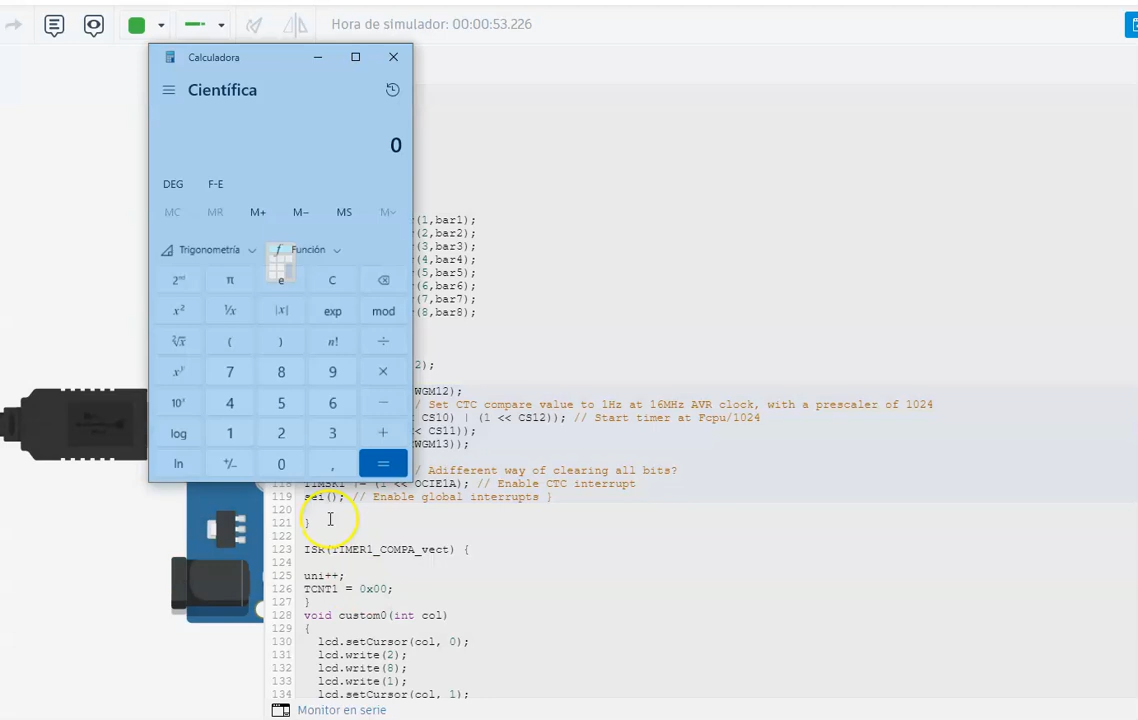 Hora de simulador: 00:00:53.226
Calculadora
Científica
0
DEG F-E
MC MR M+ M− MS M
Trigonometría f Función
2nd π e C
x² ¹⁄x |x| exp mod
²√x ( ) n! ÷
xʸ 7 8 9 ×
10ˣ 4 5 6 −
log 1 2 3 +
ln +/− 0 , =
(1,bar1);
(2,bar2);
(3,bar3);
(4,bar4);
(5,bar5);
(6,bar6);
(7,bar7);
(8,bar8);
2);
WGM12);
/ Set CTC compare value to 1Hz at 16MHz AVR clock, with a prescaler of 1024
CS10) | (1 << CS12)); // Start timer at Fcpu/1024
<< CS11));
WGM13));
/ Adifferent way of clearing all bits?
118 TIMSK1 |= (1 << OCIE1A); // Enable CTC interrupt
119 sei(); // Enable global interrupts }
120
121 }
122
123 ISR(TIMER1_COMPA_vect) {
124
125 uni++;
126 TCNT1 = 0x00;
127 }
128 void custom0(int col)
129 {
130 lcd.setCursor(col, 0);
131 lcd.write(2);
132 lcd.write(8);
133 lcd.write(1);
134 lcd.setCursor(col, 1);
Monitor en serie